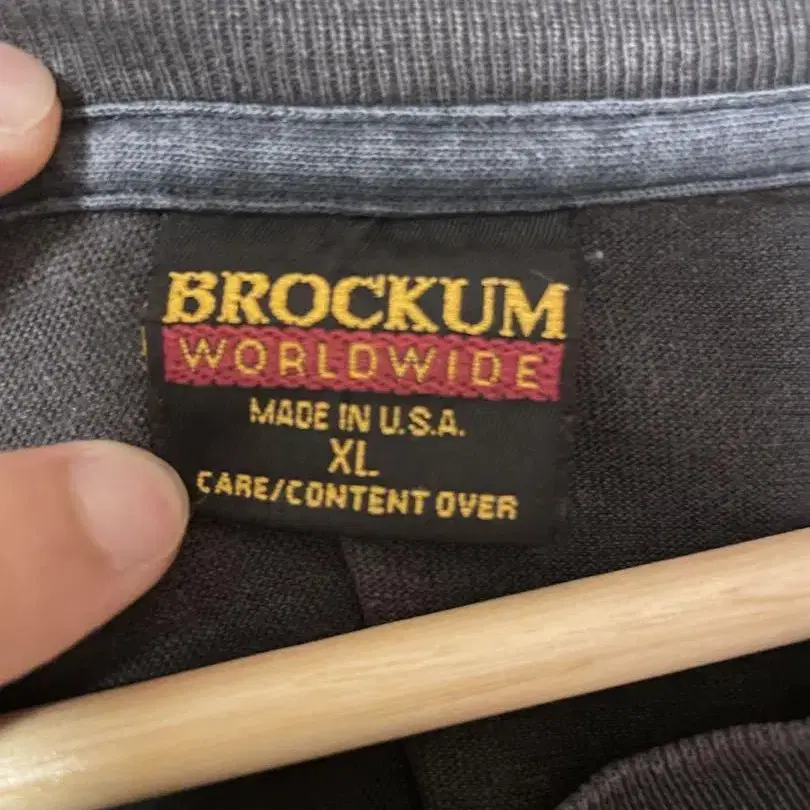 BROCKUM
WORLDWIDE
MADE IN U.S.A.
XL
CARE/CONTENT OVER